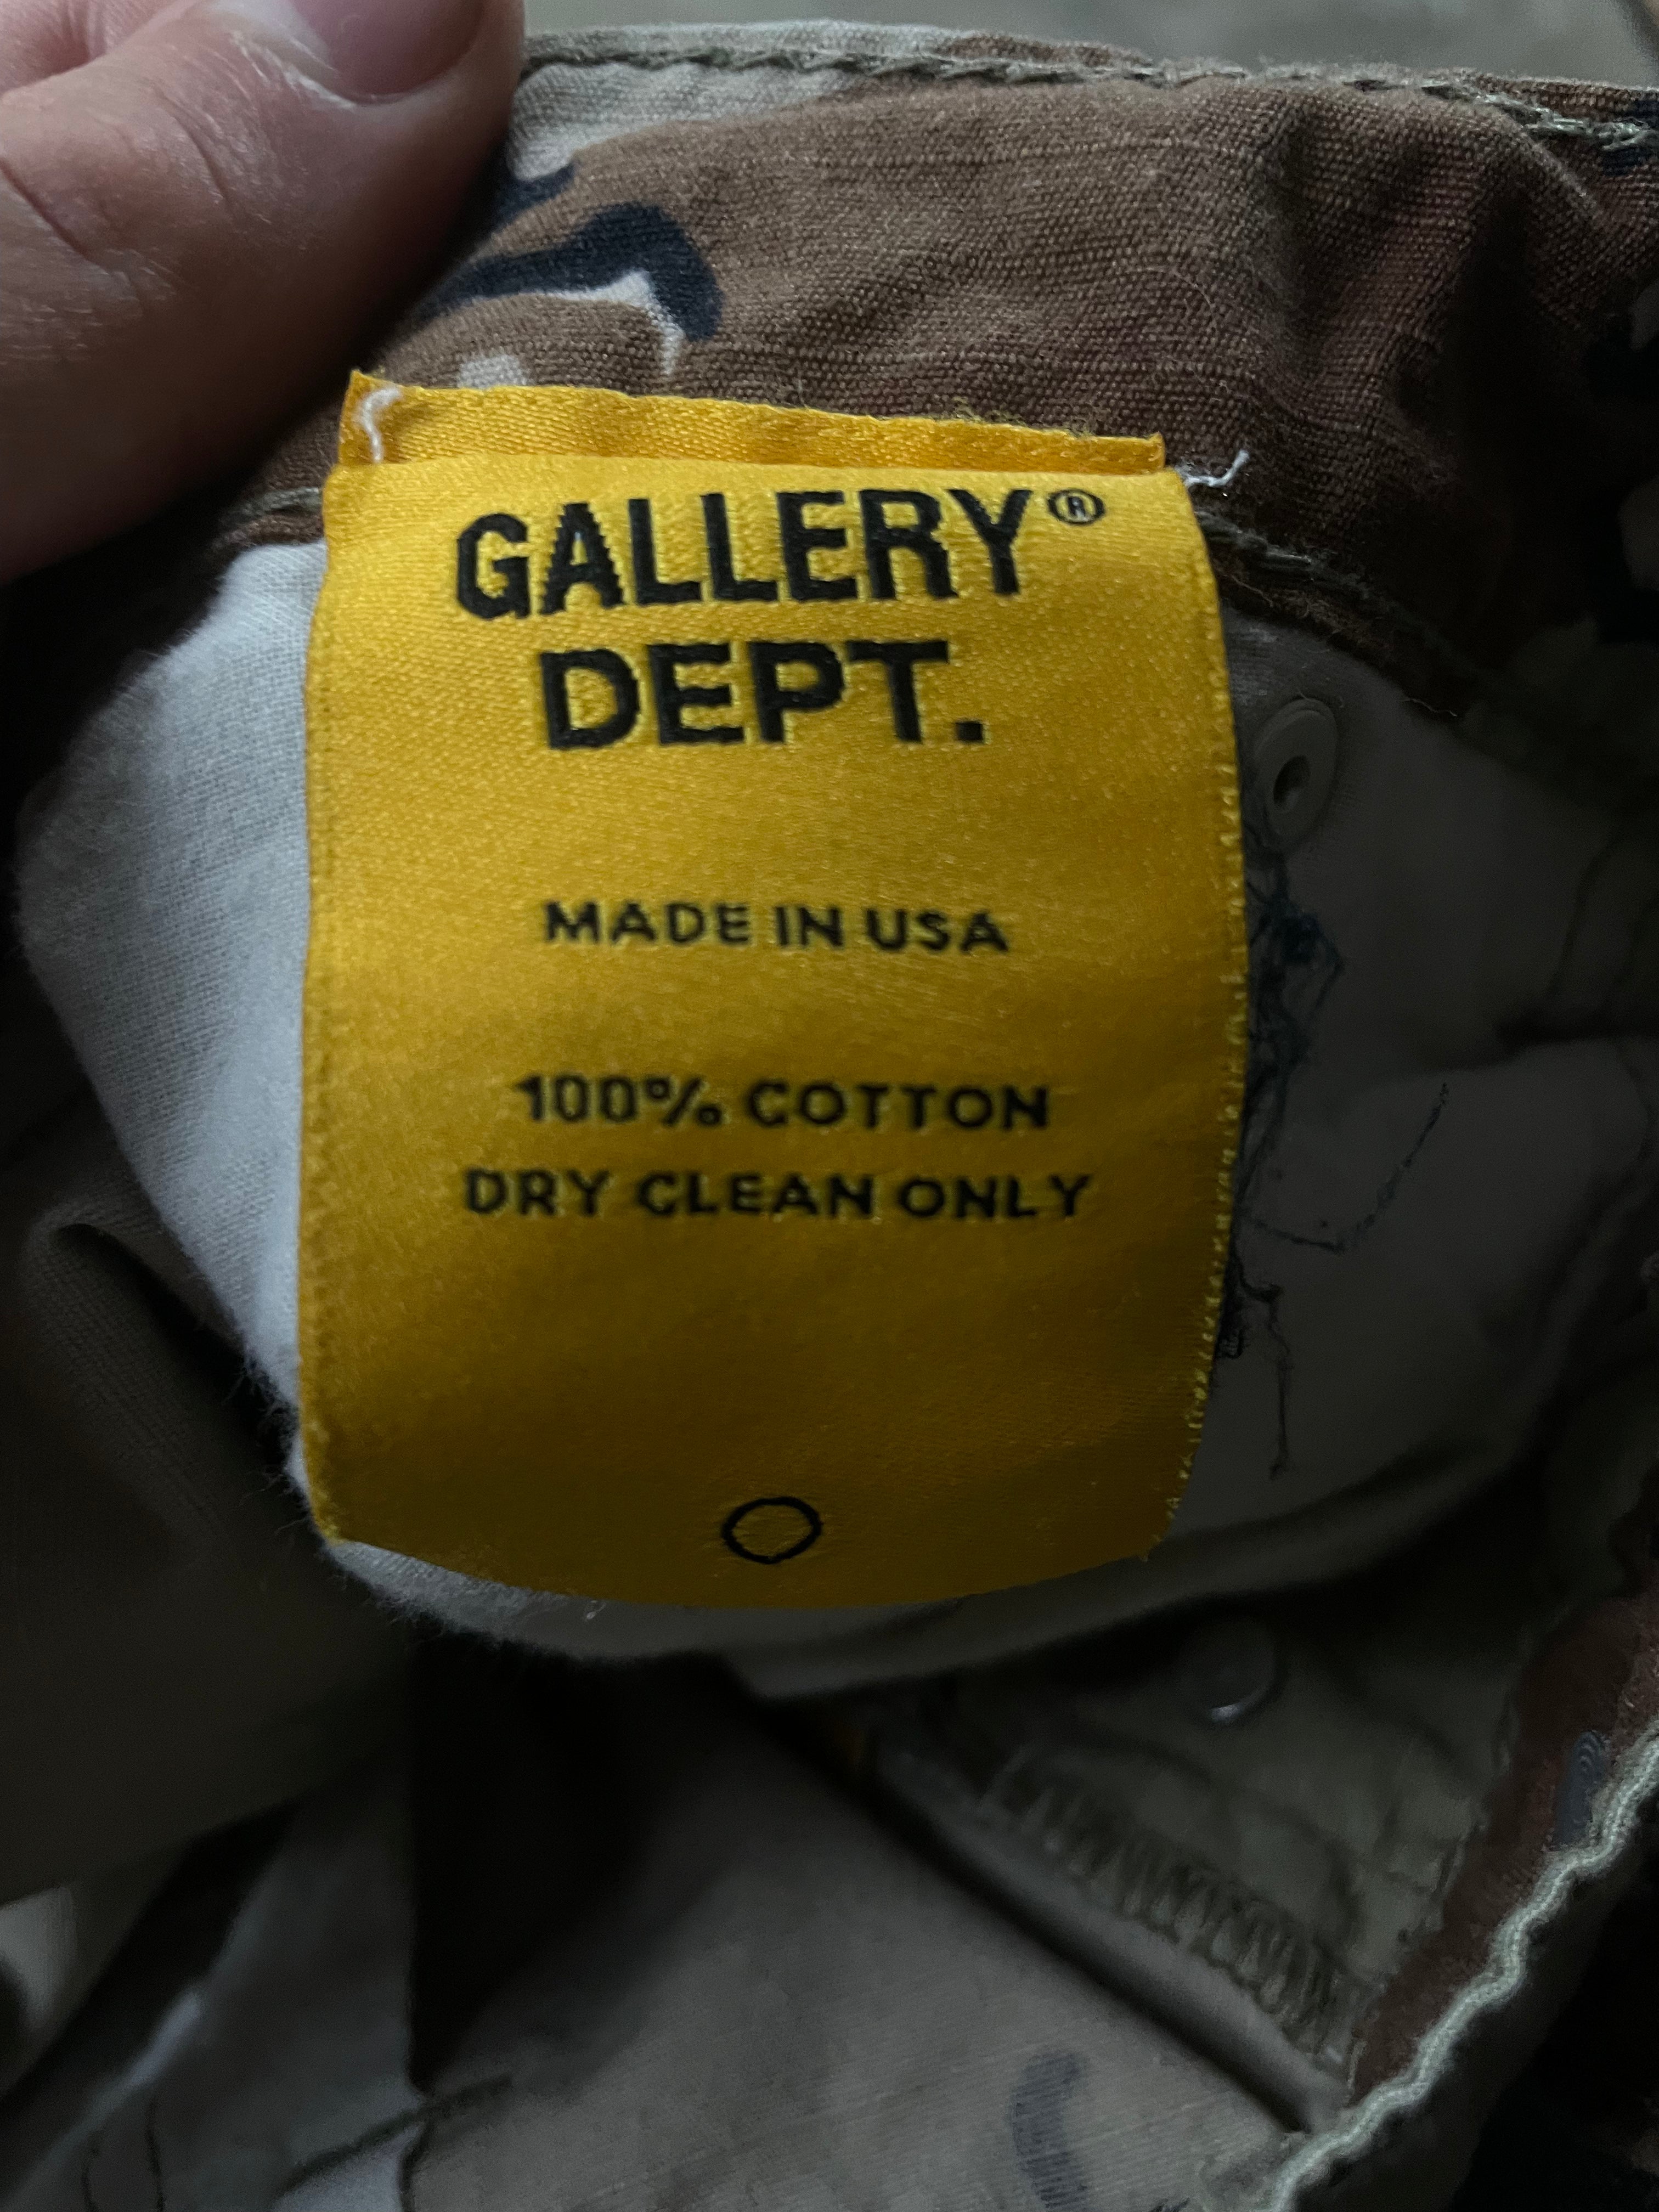 GALLERY®
DEPT.
MADE IN USA
100% COTTON
DRY CLEAN ONLY